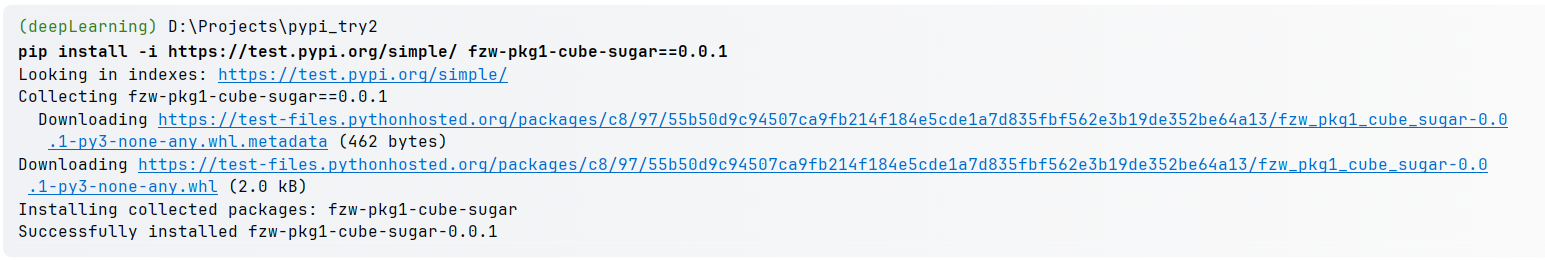 (deepLearning) D:\Projects\pypi_try2
pip install -i https://test.pypi.org/simple/ fzw-pkg1-cube-sugar==0.0.1
Looking in indexes: https://test.pypi.org/simple/
Collecting fzw-pkg1-cube-sugar==0.0.1
  Downloading https://test-files.pythonhosted.org/packages/c8/97/55b50d9c94507ca9fb214f184e5cde1a7d835fbf562e3b19de352be64a13/fzw_pkg1_cube_sugar-0.0
   .1-py3-none-any.whl.metadata (462 bytes)
Downloading https://test-files.pythonhosted.org/packages/c8/97/55b50d9c94507ca9fb214f184e5cde1a7d835fbf562e3b19de352be64a13/fzw_pkg1_cube_sugar-0.0
 .1-py3-none-any.whl (2.0 kB)
Installing collected packages: fzw-pkg1-cube-sugar
Successfully installed fzw-pkg1-cube-sugar-0.0.1